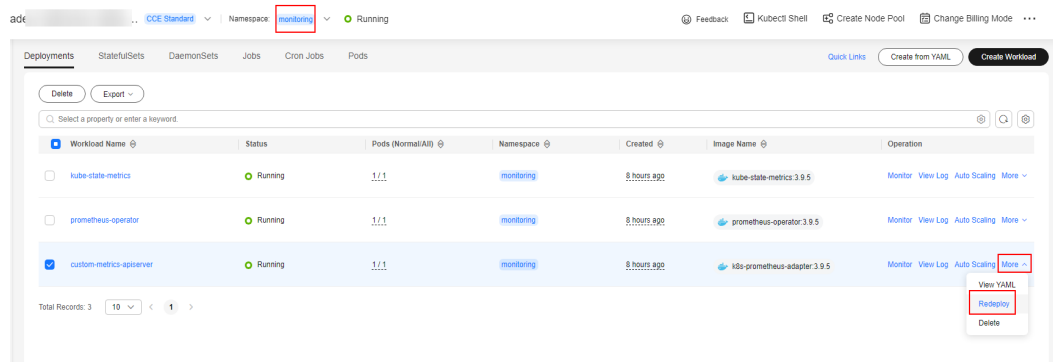 ade ... CCE Standard Namespace: monitoring Running Feedback Kubectl Shell Create Node Pool Change Billing Mode
Deployments StatefulSets DaemonSets Jobs Cron Jobs Pods Quick Links Create from YAML Create Workload
Delete Export
Select a property or enter a keyword.
Workload Name Status Pods (Normal/All) Namespace Created Image Name Operation
kube-state-metrics Running 1 / 1 monitoring 8 hours ago kube-state-metrics:3.9.5 Monitor View Log Auto Scaling More
prometheus-operator Running 1 / 1 monitoring 8 hours ago prometheus-operator:3.9.5 Monitor View Log Auto Scaling More
custom-metrics-apiserver Running 1 / 1 monitoring 8 hours ago k8s-prometheus-adapter:3.9.5 Monitor View Log Auto Scaling More
View YAML
Total Records: 3 10 < 1 > Redeploy
Delete